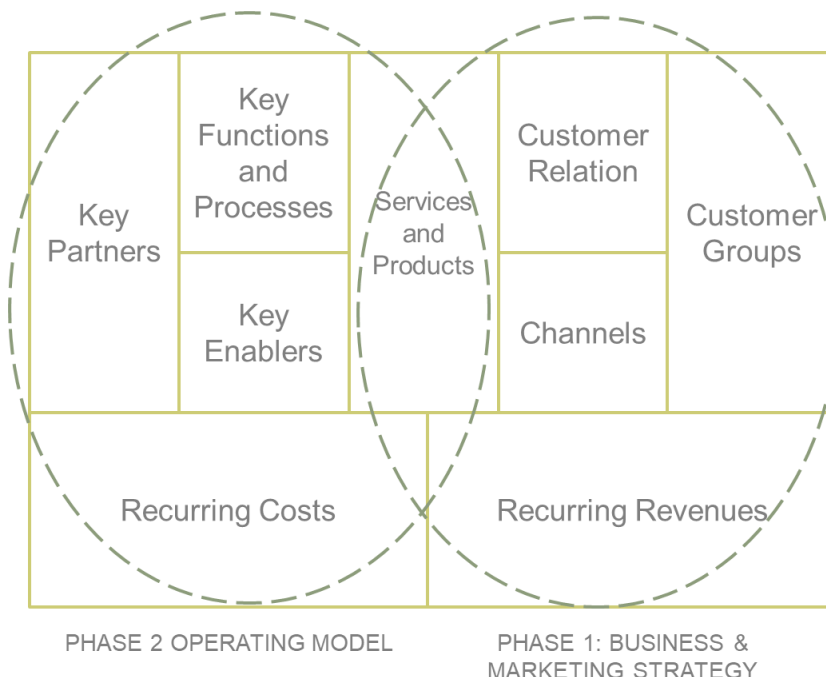 Key
Partners
Key
Functions
and
Processes
Key
Enablers
Services
and
Products
Customer
Relation
Channels
Customer
Groups
Recurring Costs
Recurring Revenues
PHASE 2 OPERATING MODEL
PHASE 1: BUSINESS &
MARKETING STRATEGY